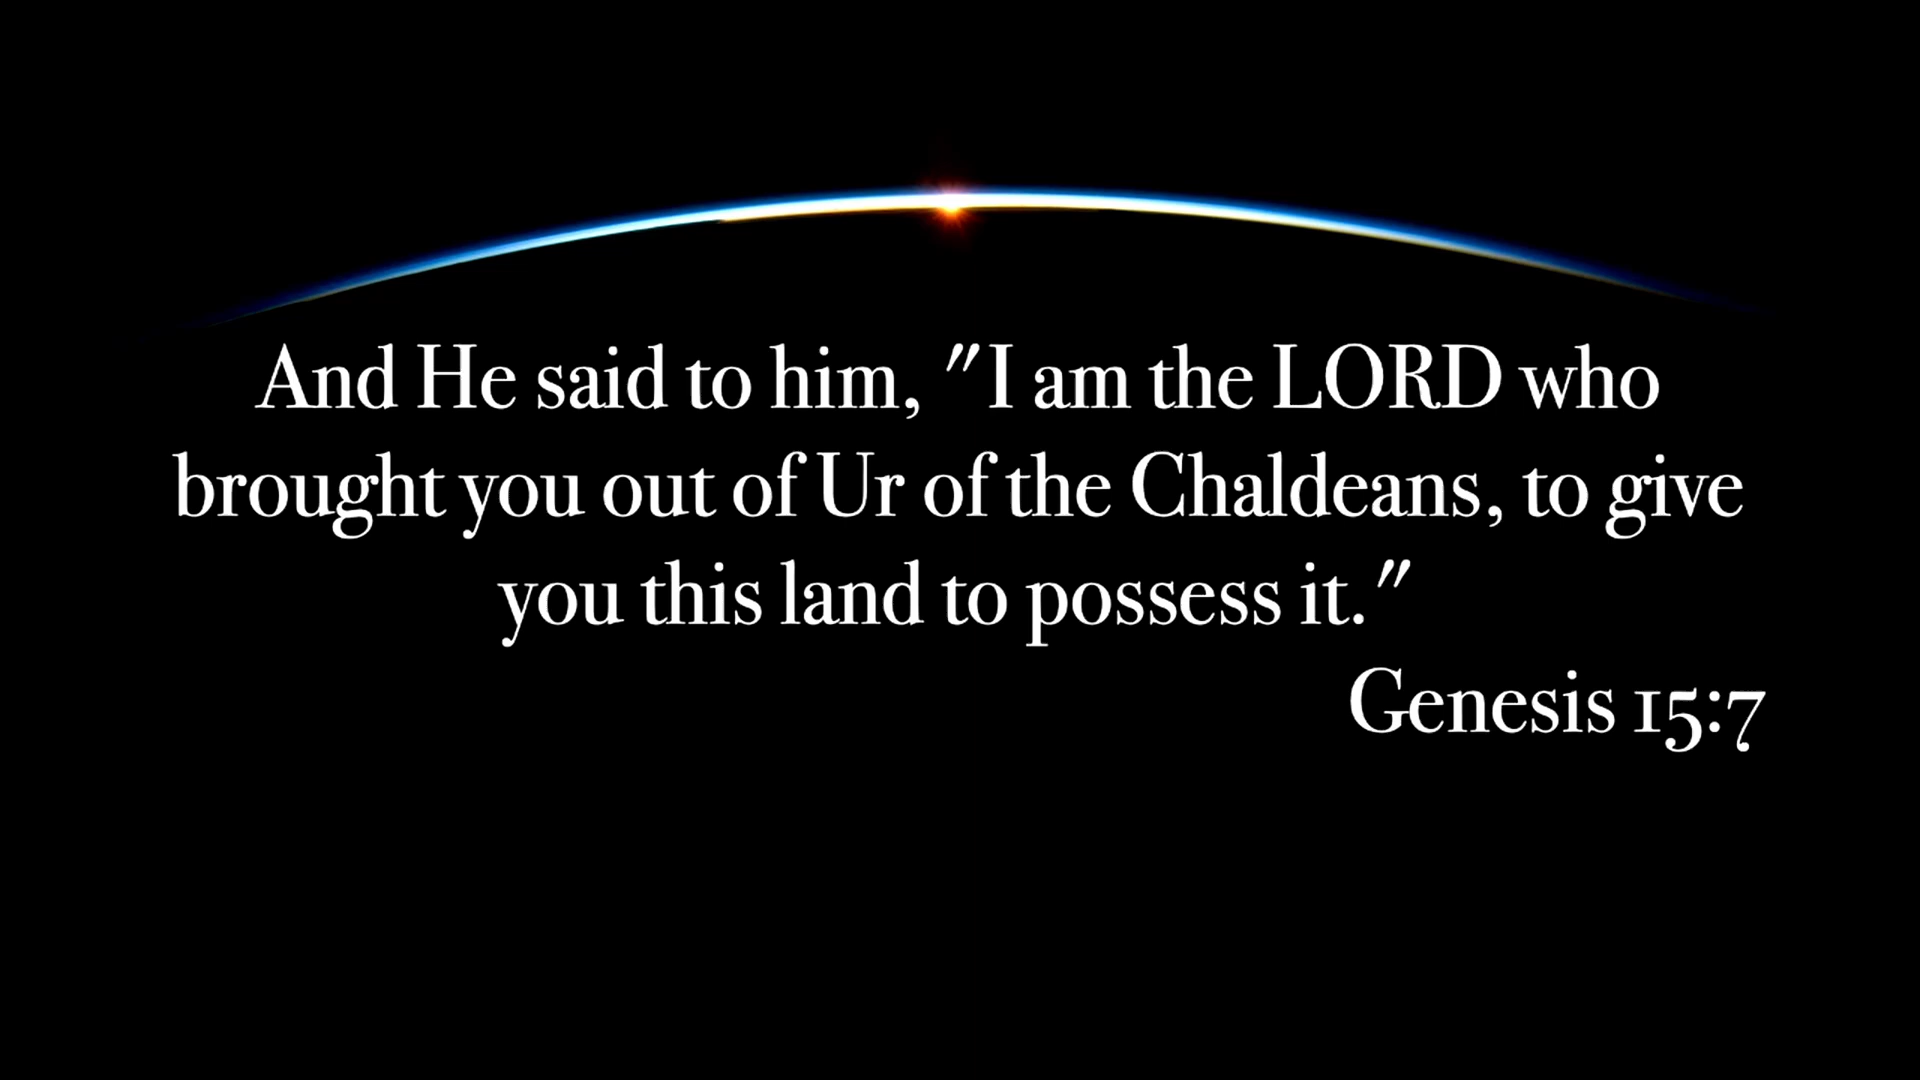 And He said to him, "I am the LORD who
brought you out of Ur of the Chaldeans, to give
you this land to possess it."
Genesis 15:7